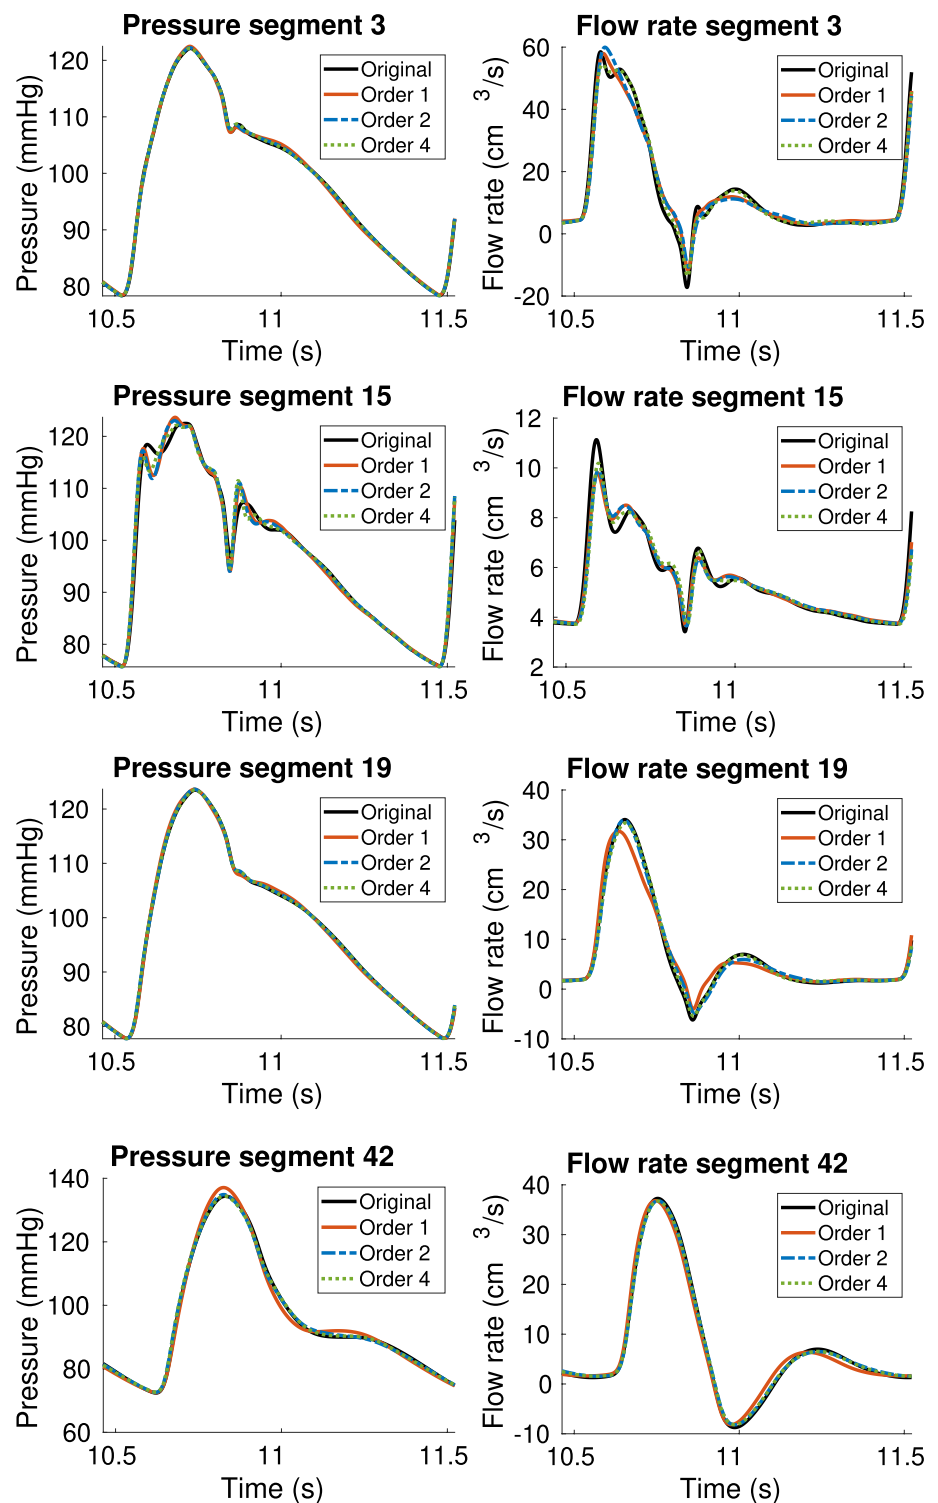 Pressure segment 3
120
110
100
90
80
Pressure (mmHg)
Original
Order 1
Order 2
Order 4
10.5
11
11.5
Time (s)
Flow rate segment 3
60
40
20
0
-20
Flow rate (cm 3/s)
Original
Order 1
Order 2
Order 4
10.5
11
11.5
Time (s)
Pressure segment 15
120
110
100
90
80
Pressure (mmHg)
Original
Order 1
Order 2
Order 4
10.5
11
11.5
Time (s)
Flow rate segment 15
12
10
8
6
4
2
Flow rate (cm 3/s)
Original
Order 1
Order 2
Order 4
10.5
11
11.5
Time (s)
Pressure segment 19
120
110
100
90
80
Pressure (mmHg)
Original
Order 1
Order 2
Order 4
10.5
11
11.5
Time (s)
Flow rate segment 19
40
30
20
10
0
-10
Flow rate (cm 3/s)
Original
Order 1
Order 2
Order 4
10.5
11
11.5
Time (s)
Pressure segment 42
140
120
100
80
60
Pressure (mmHg)
Original
Order 1
Order 2
Order 4
10.5
11
11.5
Time (s)
Flow rate segment 42
40
30
20
10
0
-10
Flow rate (cm 3/s)
Original
Order 1
Order 2
Order 4
10.5
11
11.5
Time (s)